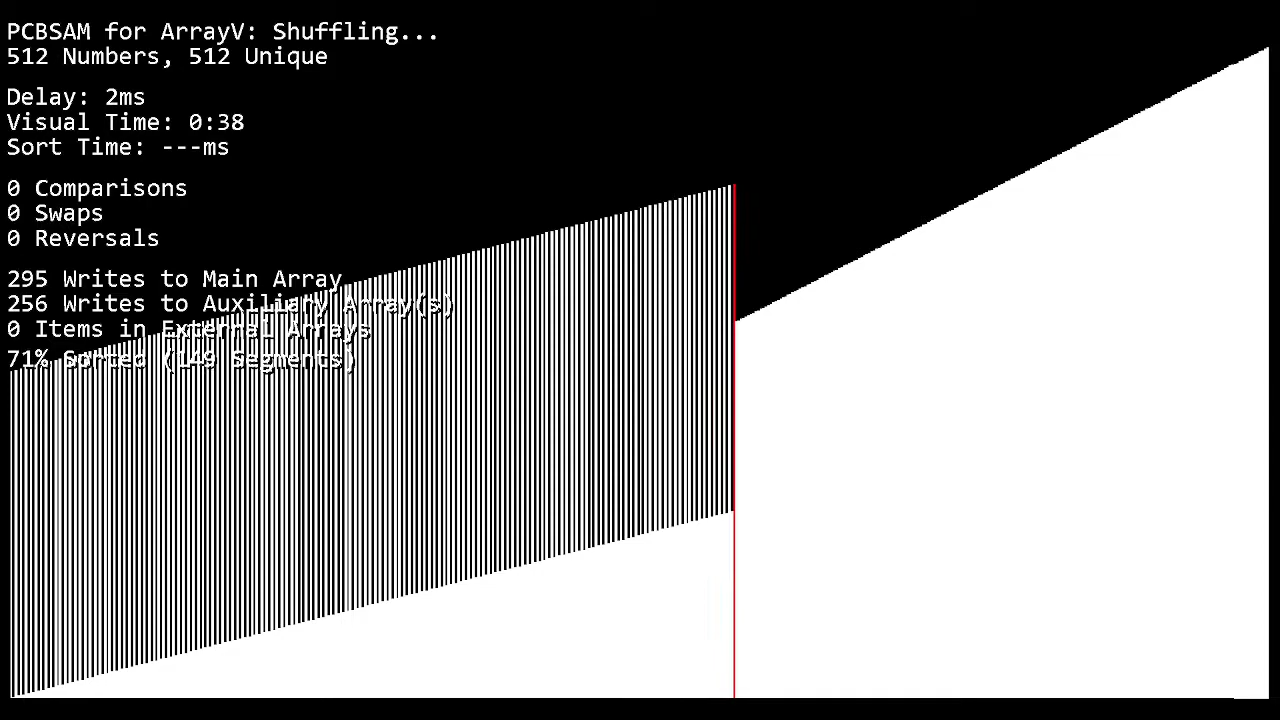 PCBSAM for ArrayV: Shuffling...
512 Numbers, 512 Unique
Delay: 2ms
Visual Time: 0:38
Sort Time: ---ms
0 Comparisons
0 Swaps
0 Reversals
295 Writes to Main Array
256 Writes to Auxiliary Array(s)
0 Items in External Arrays
71% Sorted (149 Segments)